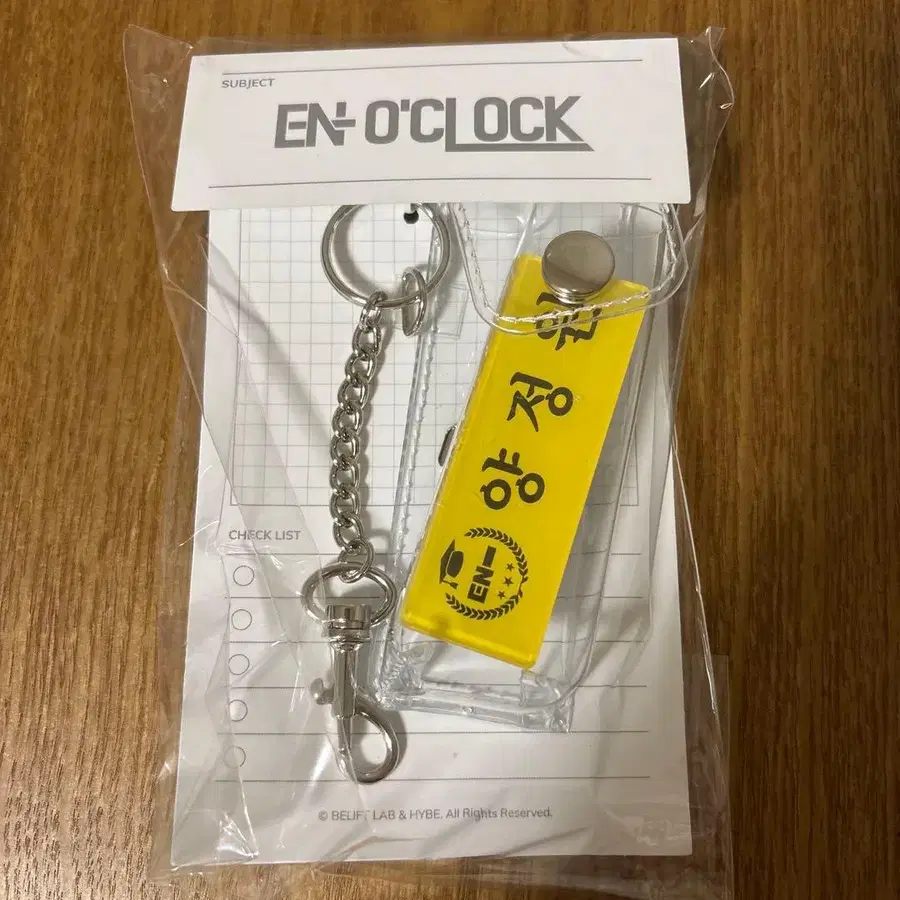 SUBJECT
EN- O'CLOCK
양정원
EN-
CHECK LIST
© BELIFT LAB & HYBE. All Rights Reserved.